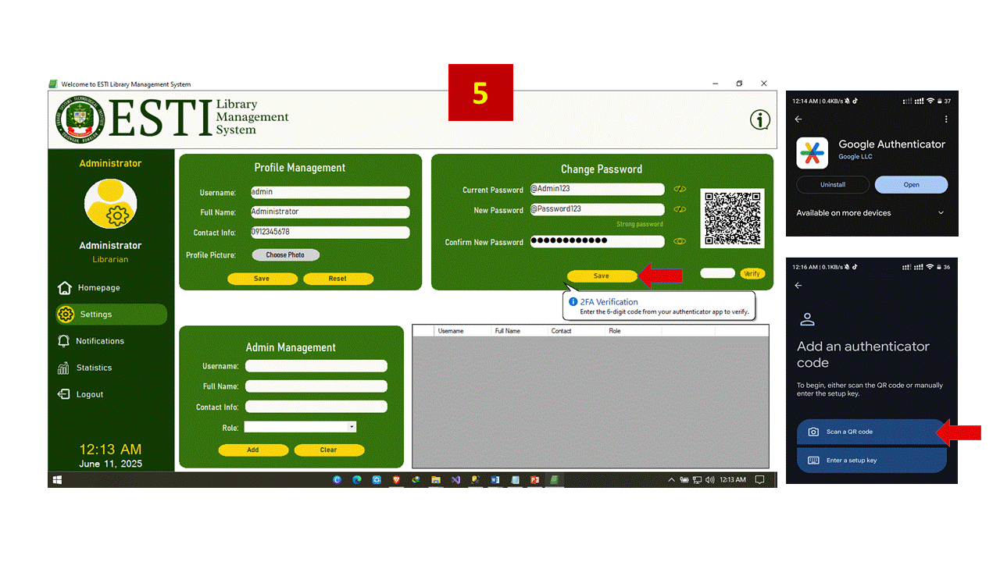 5
Welcome to ESTI Library Management System
ESTI Library
Management
System
Administrator
Administrator
Librarian
Homepage
Settings
Notifications
Statistics
Logout
12:13 AM
June 11, 2025
Profile Management
Username: admin
Full Name: Administrator
Contact Info: 0912345678
Profile Picture: Choose Photo
Save Reset
Change Password
Current Password @Admin123
New Password @Password123
Strong password
Confirm New Password ●●●●●●●●●●●●
Save
Verify
2FA Verification
Enter the 6-digit code from your authenticator app to verify.
Admin Management
Username:
Full Name:
Contact Info:
Role:
Add Clear
Username Full Name Contact Role
12:13 AM
12:14 AM | 0.4KB/s 37
Google Authenticator
Google LLC
Uninstall Open
Available on more devices
12:16 AM | 0.1KB/s 36
Add an authenticator
code
To begin, either scan the QR code or manually
enter the setup key.
Scan a QR code
Enter a setup key